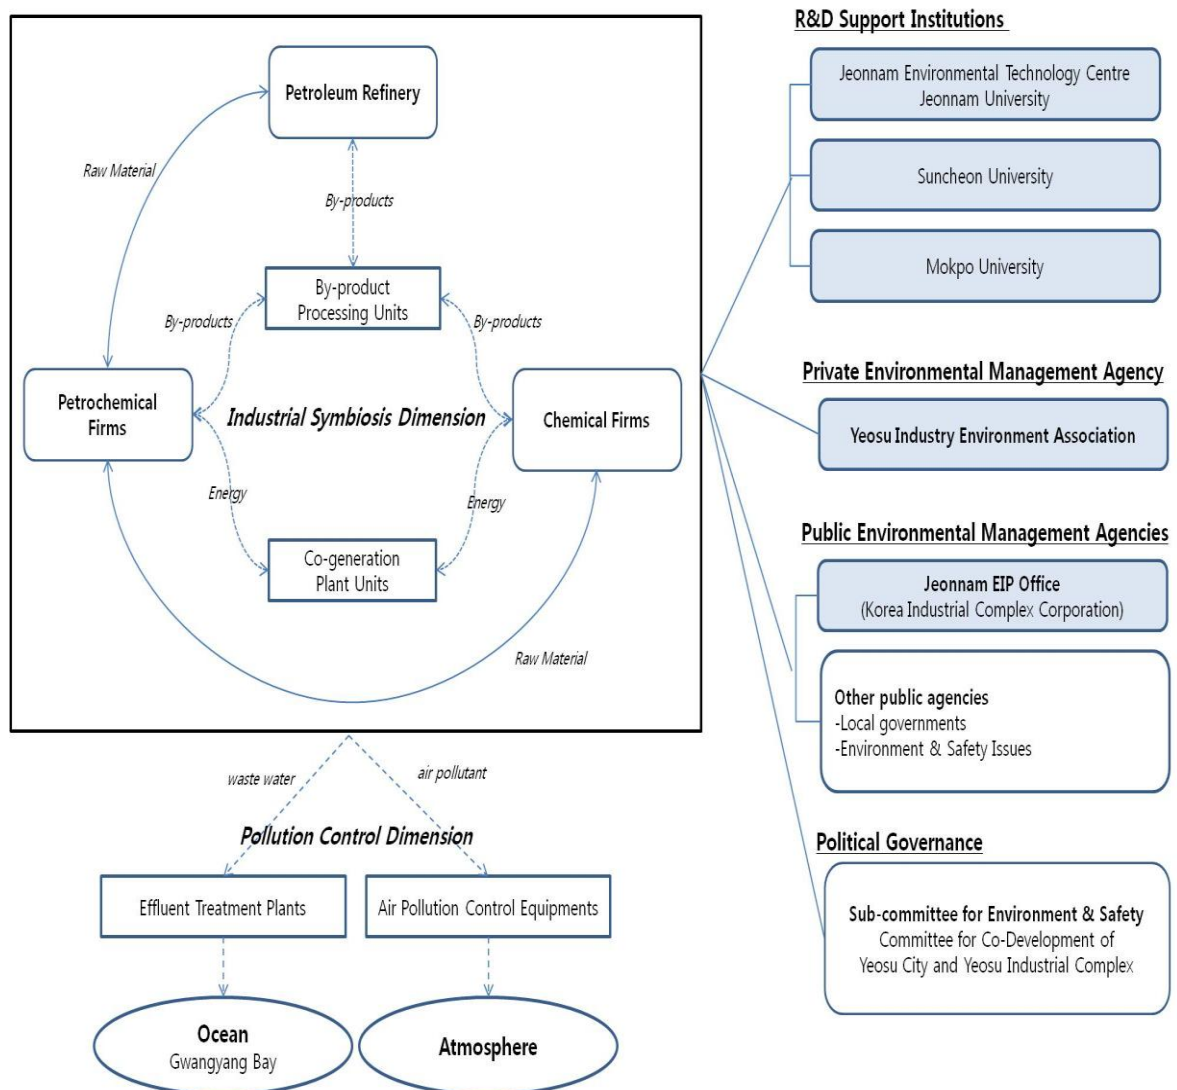 Petroleum Refinery
Raw Material
By-products
By-product
Processing Units
By-products
By-products
Petrochemical
Firms
Industrial Symbiosis Dimension
Chemical Firms
Energy
Energy
Co-generation
Plant Units
Raw Material
waste water
air pollutant
Pollution Control Dimension
Effluent Treatment Plants
Air Pollution Control Equipments
Ocean
Gwangyang Bay
Atmosphere
R&D Support Institutions
Jeonnam Environmental Technology Centre
Jeonnam University
Suncheon University
Mokpo University
Private Environmental Management Agency
Yeosu Industry Environment Association
Public Environmental Management Agencies
Jeonnam EIP Office
(Korea Industrial Complex Corporation)
Other public agencies
-Local governments
-Environment & Safety Issues
Political Governance
Sub-committee for Environment & Safety
Committee for Co-Development of
Yeosu City and Yeosu Industrial Complex